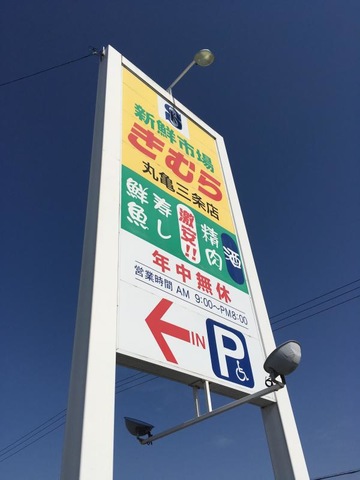 新鮮市場
きむら
丸亀三条店
鮮魚 寿し 激安!! 精肉 酒
年中無休
営業時間 AM 9:00〜PM8:00
IN P